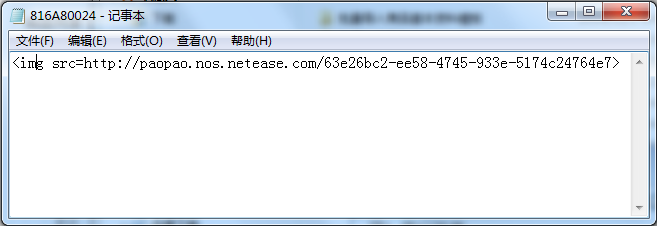 816A80024 - 记事本
文件(F) 编辑(E) 格式(O) 查看(V) 帮助(H)
<img src=http://paopao.nos.netease.com/63e26bc2-ee58-4745-933e-5174c24764e7>